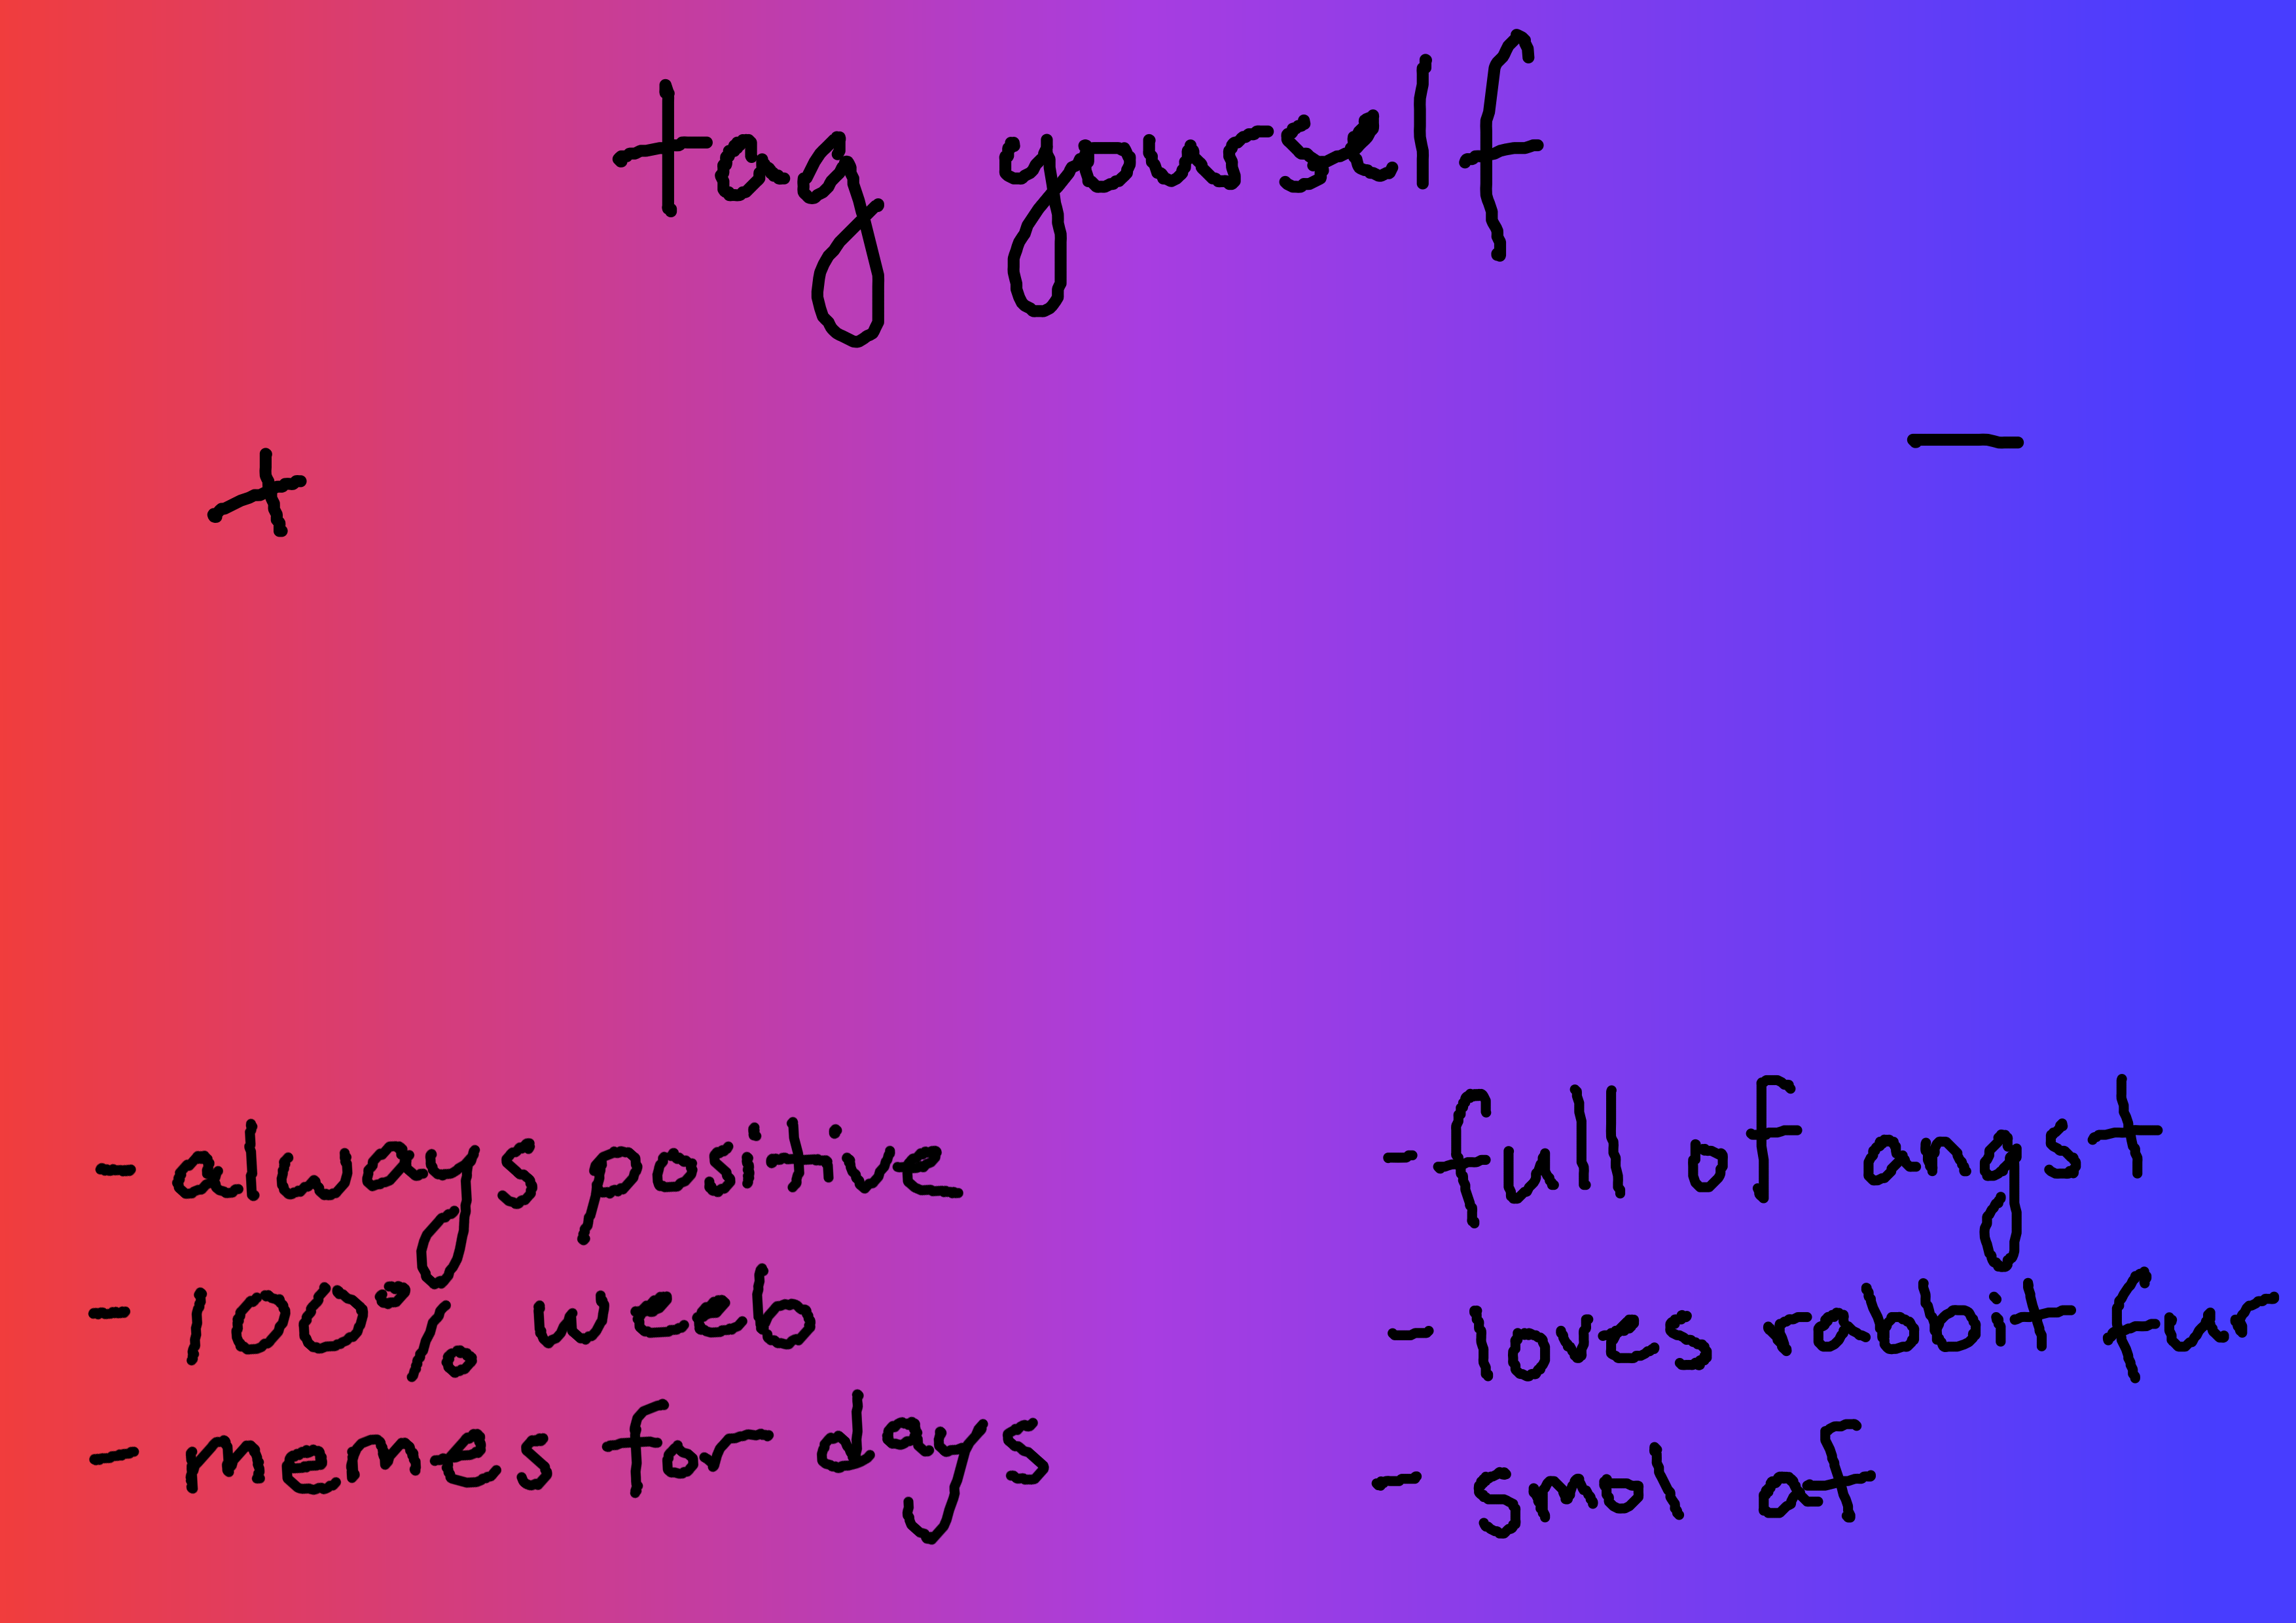 tag yourself
+
-
- always positive
- 100% weeb
- memes for days
- full of angst
- loves rabbit fur
- smol af